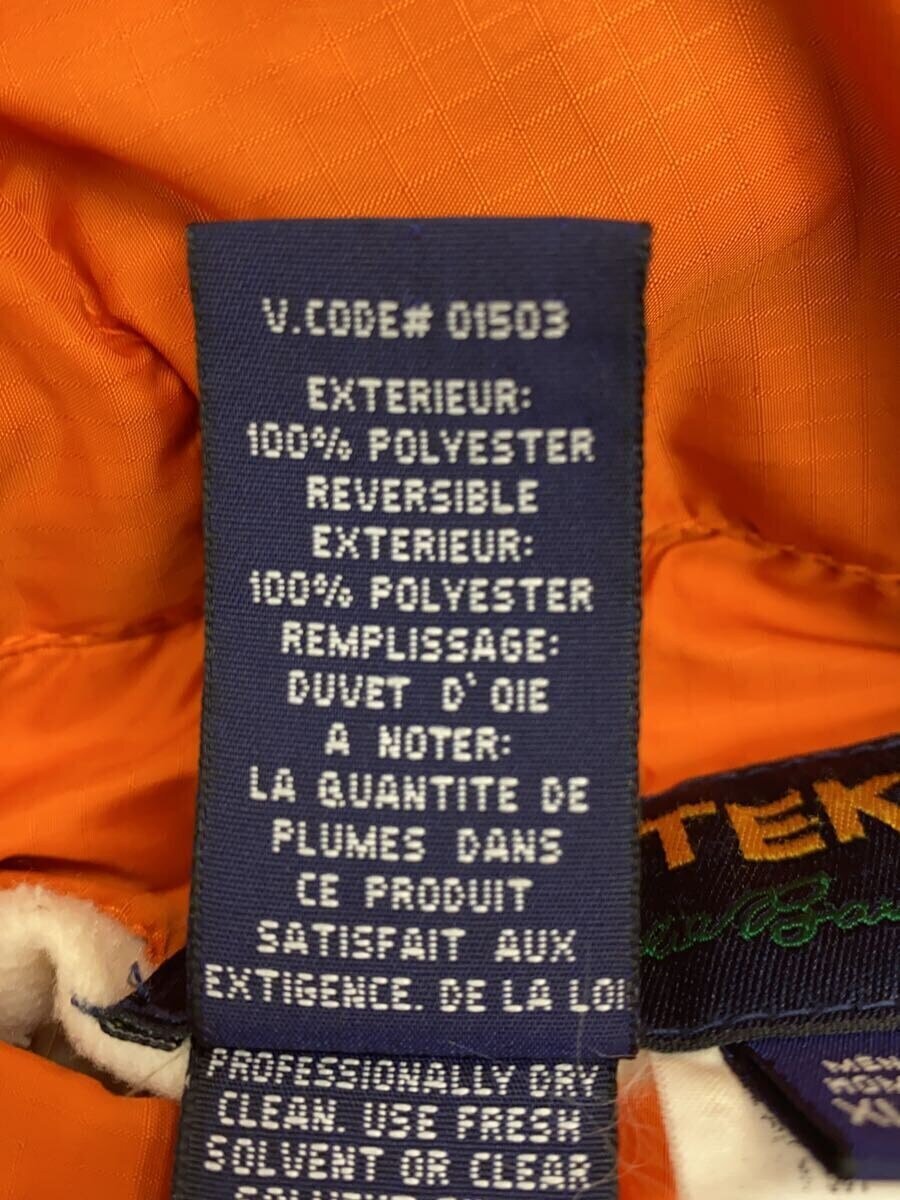 V.CODE# 01503
EXTERIEUR:
100% POLYESTER
REVERSIBLE
EXTERIEUR:
100% POLYESTER
REMPLISSAGE:
DUVET D'OIE
A NOTER:
LA QUANTITE DE
PLUMES DANS
CE PRODUIT
SATISFAIT AUX
EXTIGENCE. DE LA LOI
PROFESSIONALLY DRY
CLEAN. USE FRESH
SOLVENT OR CLEAR
TEK